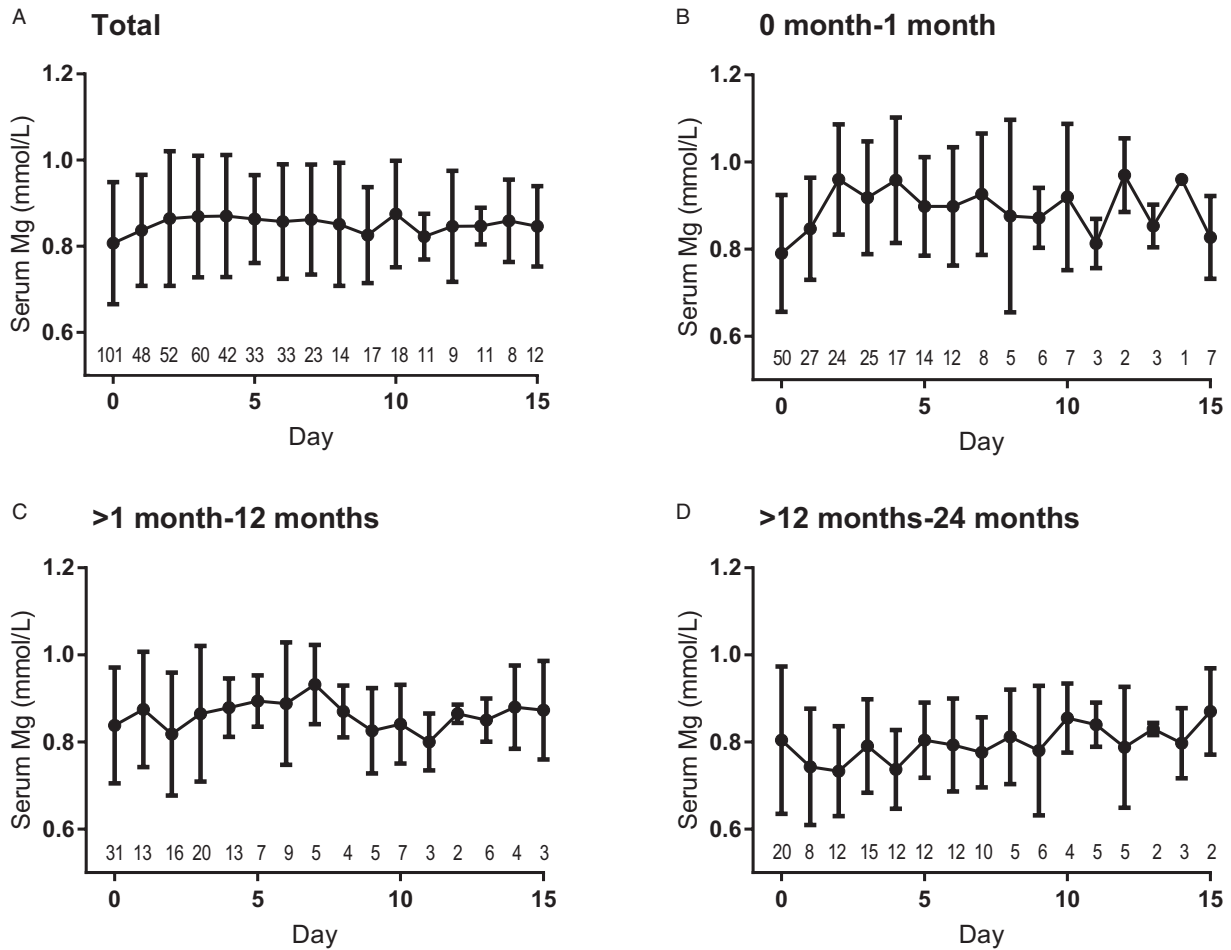 A Total
Serum Mg (mmol/L)
1.2
1.0
0.8
0.6
101 48 52 60 42 33 33 23 14 17 18 11 9 11 8 12
0 5 10 15
Day
B 0 month-1 month
Serum Mg (mmol/L)
1.2
1.0
0.8
0.6
50 27 24 25 17 14 12 8 5 6 7 3 2 3 1 7
0 5 10 15
Day
C >1 month-12 months
Serum Mg (mmol/L)
1.2
1.0
0.8
0.6
31 13 16 20 13 7 9 5 4 5 7 3 2 6 4 3
0 5 10 15
Day
D >12 months-24 months
Serum Mg (mmol/L)
1.2
1.0
0.8
0.6
20 8 12 15 12 12 12 10 5 6 4 5 5 2 3 2
0 5 10 15
Day